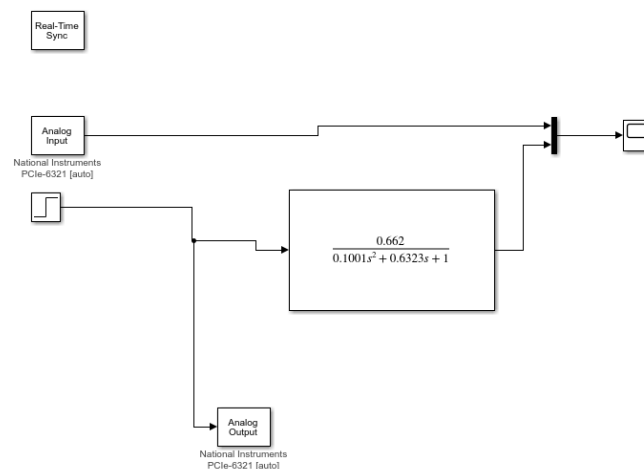 Real-Time
Sync
Analog
Input
National Instruments
PCIe-6321 [auto]
0.662
0.1001s² + 0.6323s + 1
Analog
Output
National Instruments
PCIe-6321 [auto]